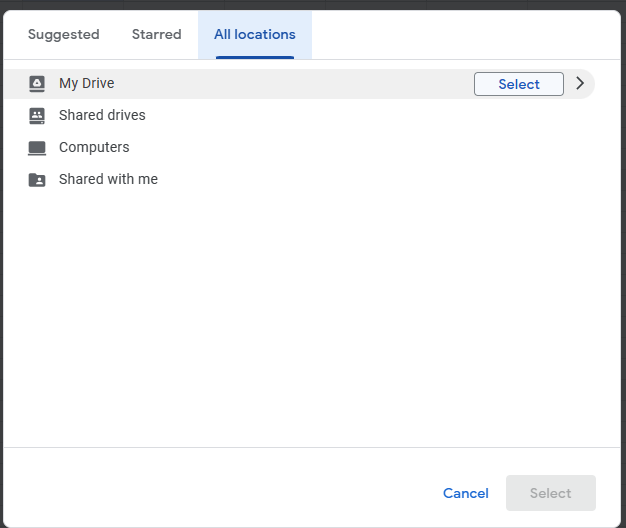 Suggested Starred All locations
My Drive Select
Shared drives
Computers
Shared with me
Cancel Select